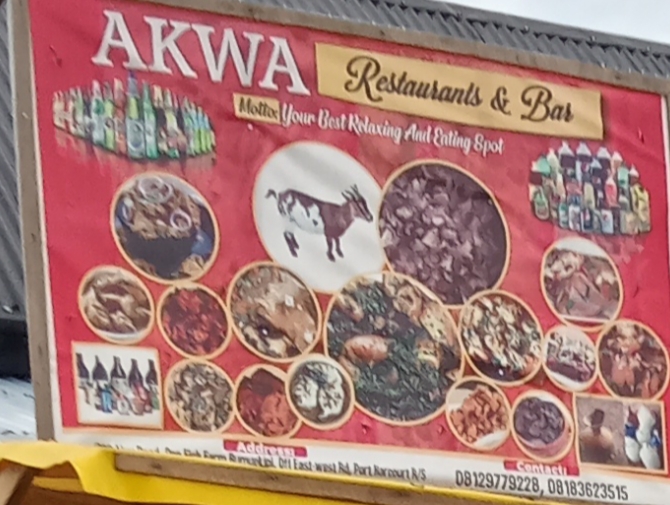 AKWA
Restaurants & Bar
Motto: Your Best Relaxing And Eating Spot
Address:
Off East-west Rd, Port Harcourt R/S
Contact:
08129779228, 08183623515